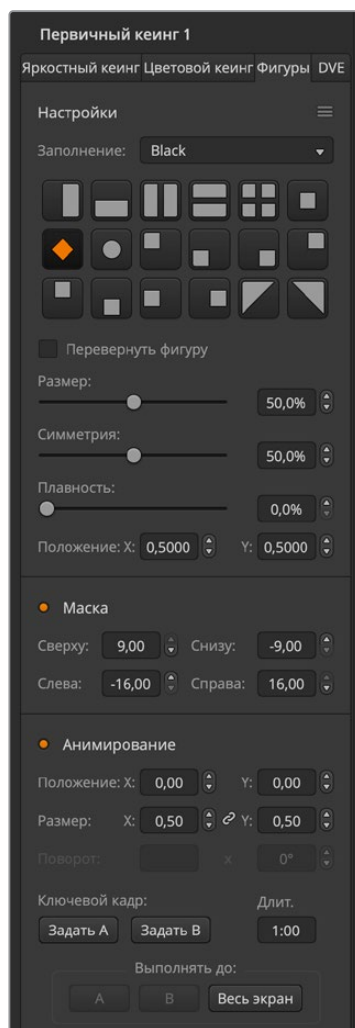 Первичный кеинг 1
Яркостный кеинг Цветовой кеинг Фигуры DVE
Настройки
Заполнение: Black
Перевернуть фигуру
Размер:
50,0%
Симметрия:
50,0%
Плавность:
0,0%
Положение: X: 0,5000 Y: 0,5000
Маска
Сверху: 9,00 Снизу: -9,00
Слева: -16,00 Справа: 16,00
Анимирование
Положение: X: 0,00 Y: 0,00
Размер: X: 0,50 Y: 0,50
Поворот: x 0°
Ключевой кадр: Длит.
Задать A Задать B 1:00
Выполнять до:
A B Весь экран